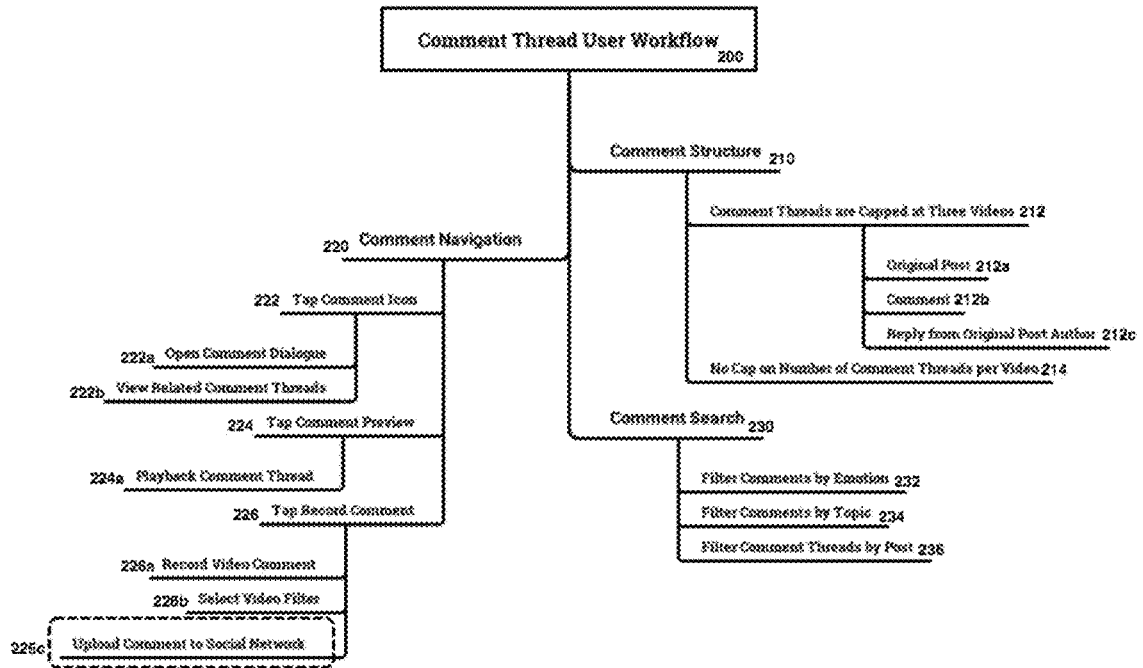 Comment Thread User Workflow 200
Comment Structure 210
Comment Threads are Capped at Three Videos 212
Original Post 212a
Comment 212b
Reply from Original Post Author 212c
No Cap on Number of Comment Threads per Video 214
220 Comment Navigation
222 Tap Comment Icon
222a Open Comment Dialogue
222b View Related Comment Threads
224 Tap Comment Preview
224a Playback Comment Thread
226 Tap Record Comment
226a Record Video Comment
226b Select Video Filter
226c Upload Comment to Social Network
Comment Search 230
Filter Comments by Emotion 232
Filter Comments by Topic 234
Filter Comment Threads by Post 236